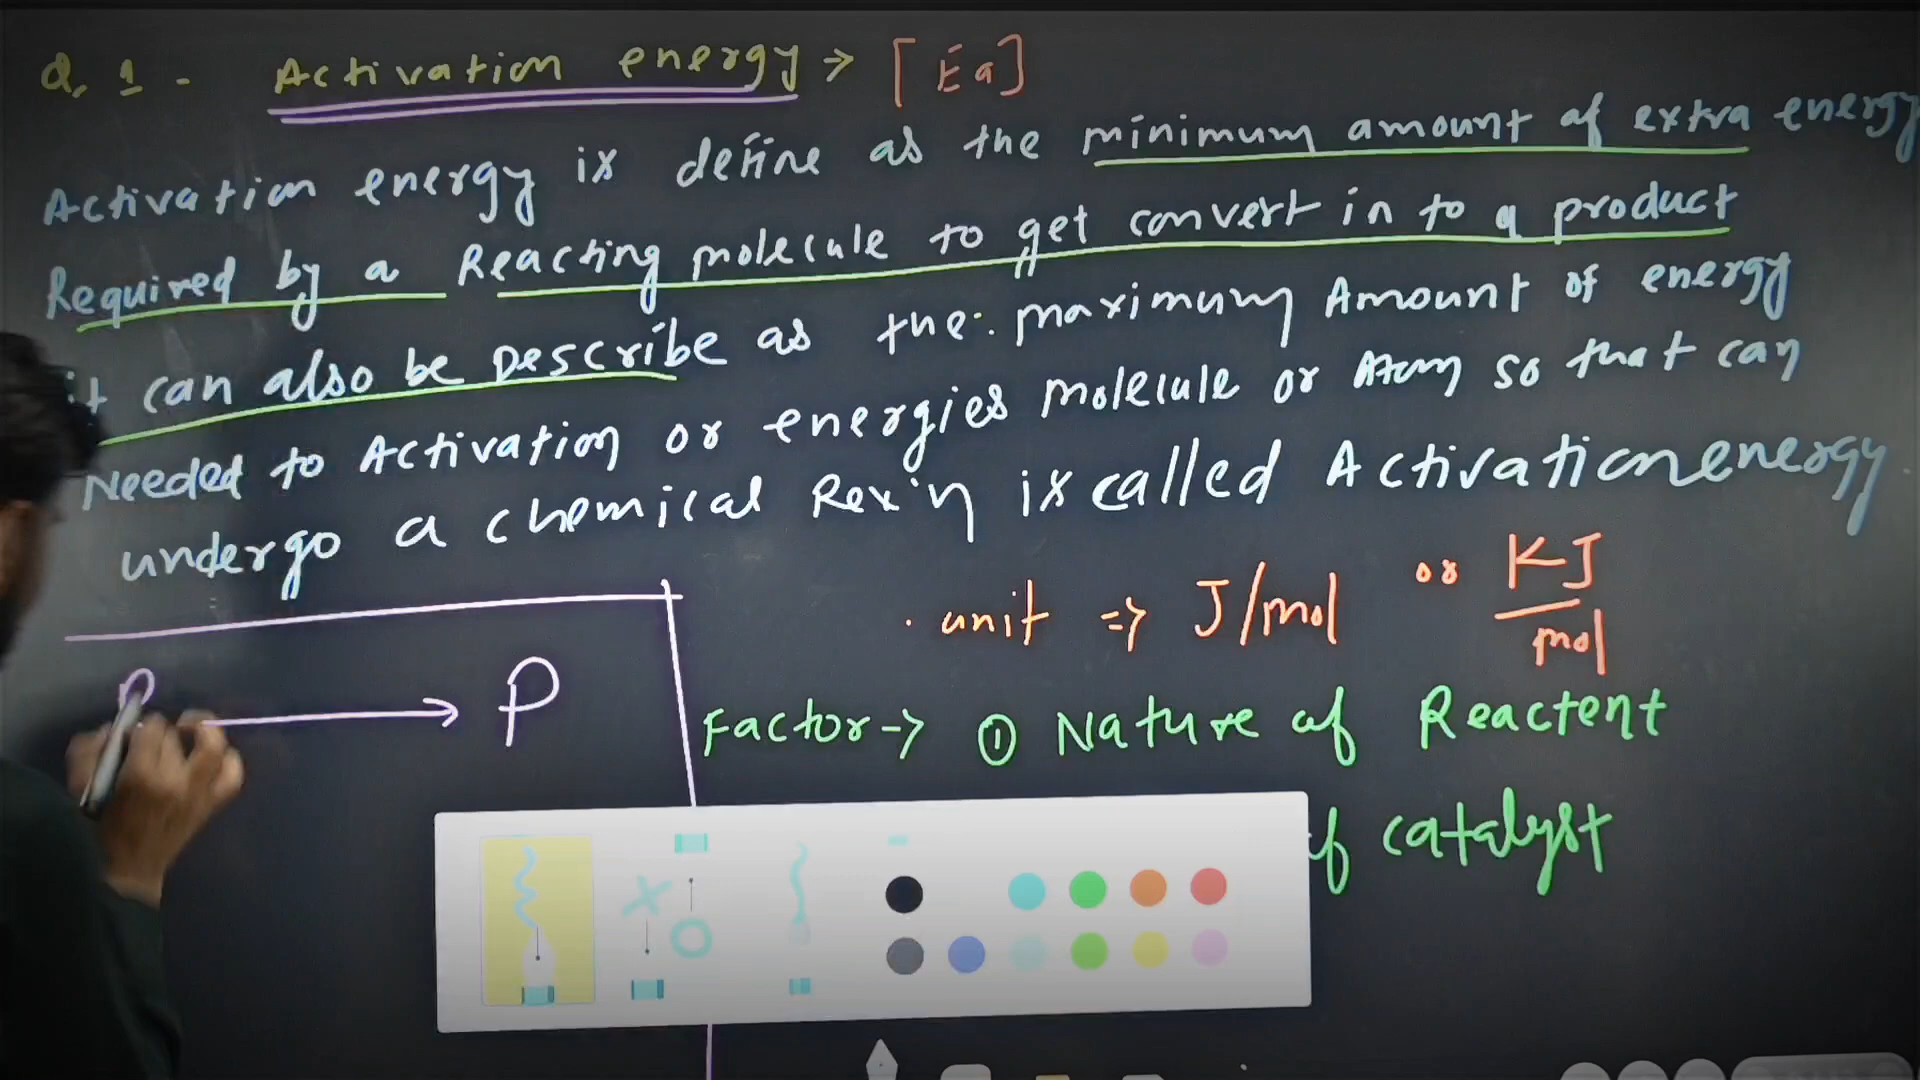 Q. 1 - Activation energy > [Ea]
Activation energy is define as the minimum amount of extra energy
Required by a Reacting molecule to get convert in to a product
it can also be Describe as the. maximum Amount of energy
Needed to Activation or energies molecule or Atom so that can
undergo a chemical Rex'n is called Activation energy
. unit => J/mol or KJ/mol
P
Factor -> ① Nature of Reactent
of catalyst